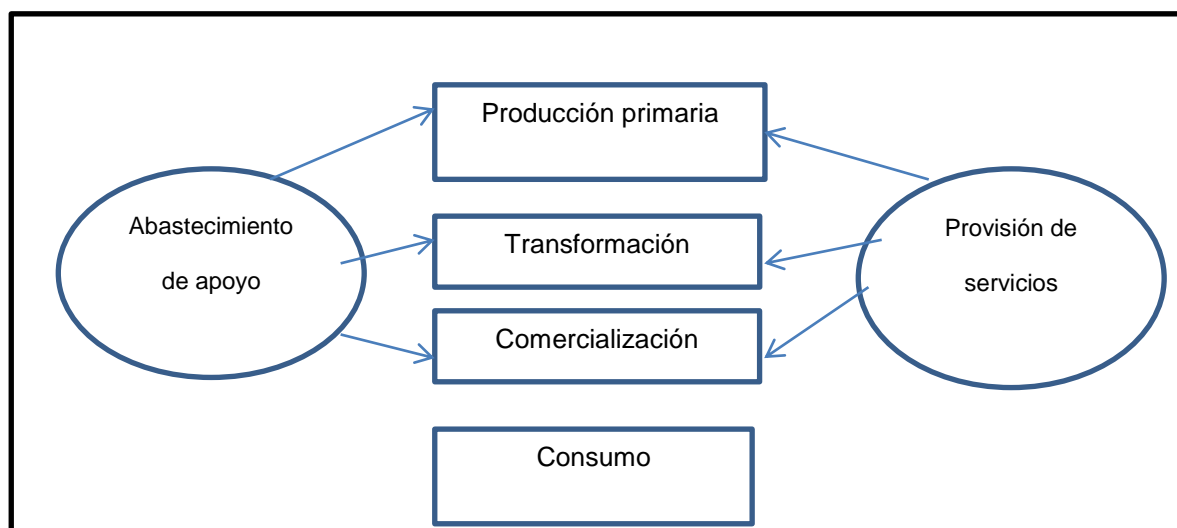 Producción primaria
Abastecimiento
de apoyo
Transformación
Provisión de
servicios
Comercialización
Consumo